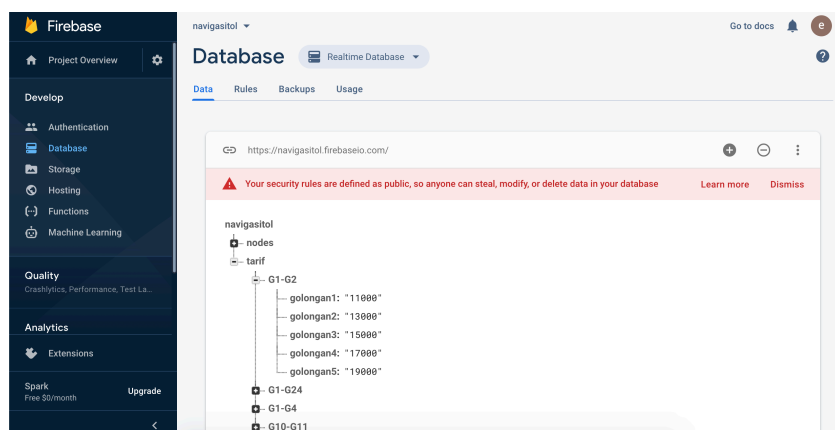 Firebase
navigasitol
Go to docs
e
Project Overview
Database
Realtime Database
Data Rules Backups Usage
Develop
Authentication
Database
Storage
Hosting
Functions
Machine Learning
https://navigasitol.firebaseio.com/
Your security rules are defined as public, so anyone can steal, modify, or delete data in your database
Learn more
Dismiss
navigasitol
nodes
tarif
G1-G2
golongan1: "11000"
golongan2: "13000"
golongan3: "15000"
golongan4: "17000"
golongan5: "19000"
G1-G24
G1-G4
G10-G11
Quality
Crashlytics, Performance, Test La...
Analytics
Extensions
Spark
Free $0/month
Upgrade